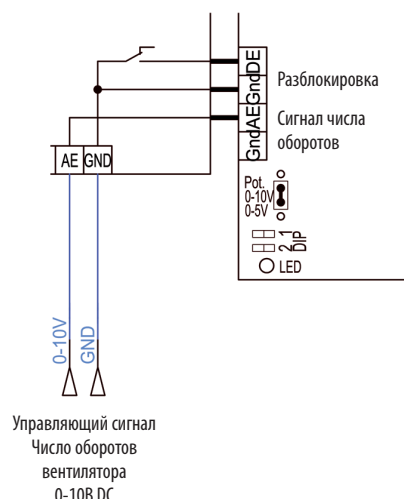 DE
Gnd
AE
Gnd
Разблокировка
Сигнал числа
оборотов
AE GND
Pot.
0-10V
0-5V
1
2
DIP
LED
0-10V
GND
Управляющий сигнал
Число оборотов
вентилятора
0-10В DC